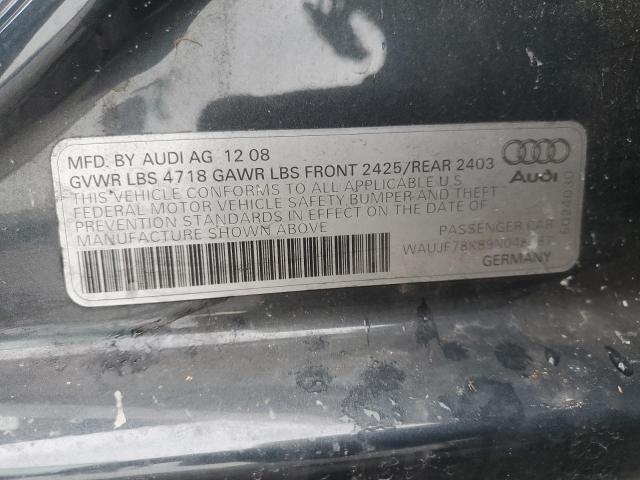 MFD. BY AUDI AG 12 08
GVWR LBS 4718 GAWR LBS FRONT 2425/REAR 2403
THIS VEHICLE CONFORMS TO ALL APPLICABLE U.S.
FEDERAL MOTOR VEHICLE SAFETY, BUMPER AND THEFT
PREVENTION STANDARDS IN EFFECT ON THE DATE OF
MANUFACTURE SHOWN ABOVE
Audi
PASSENGER CAR
GERMANY